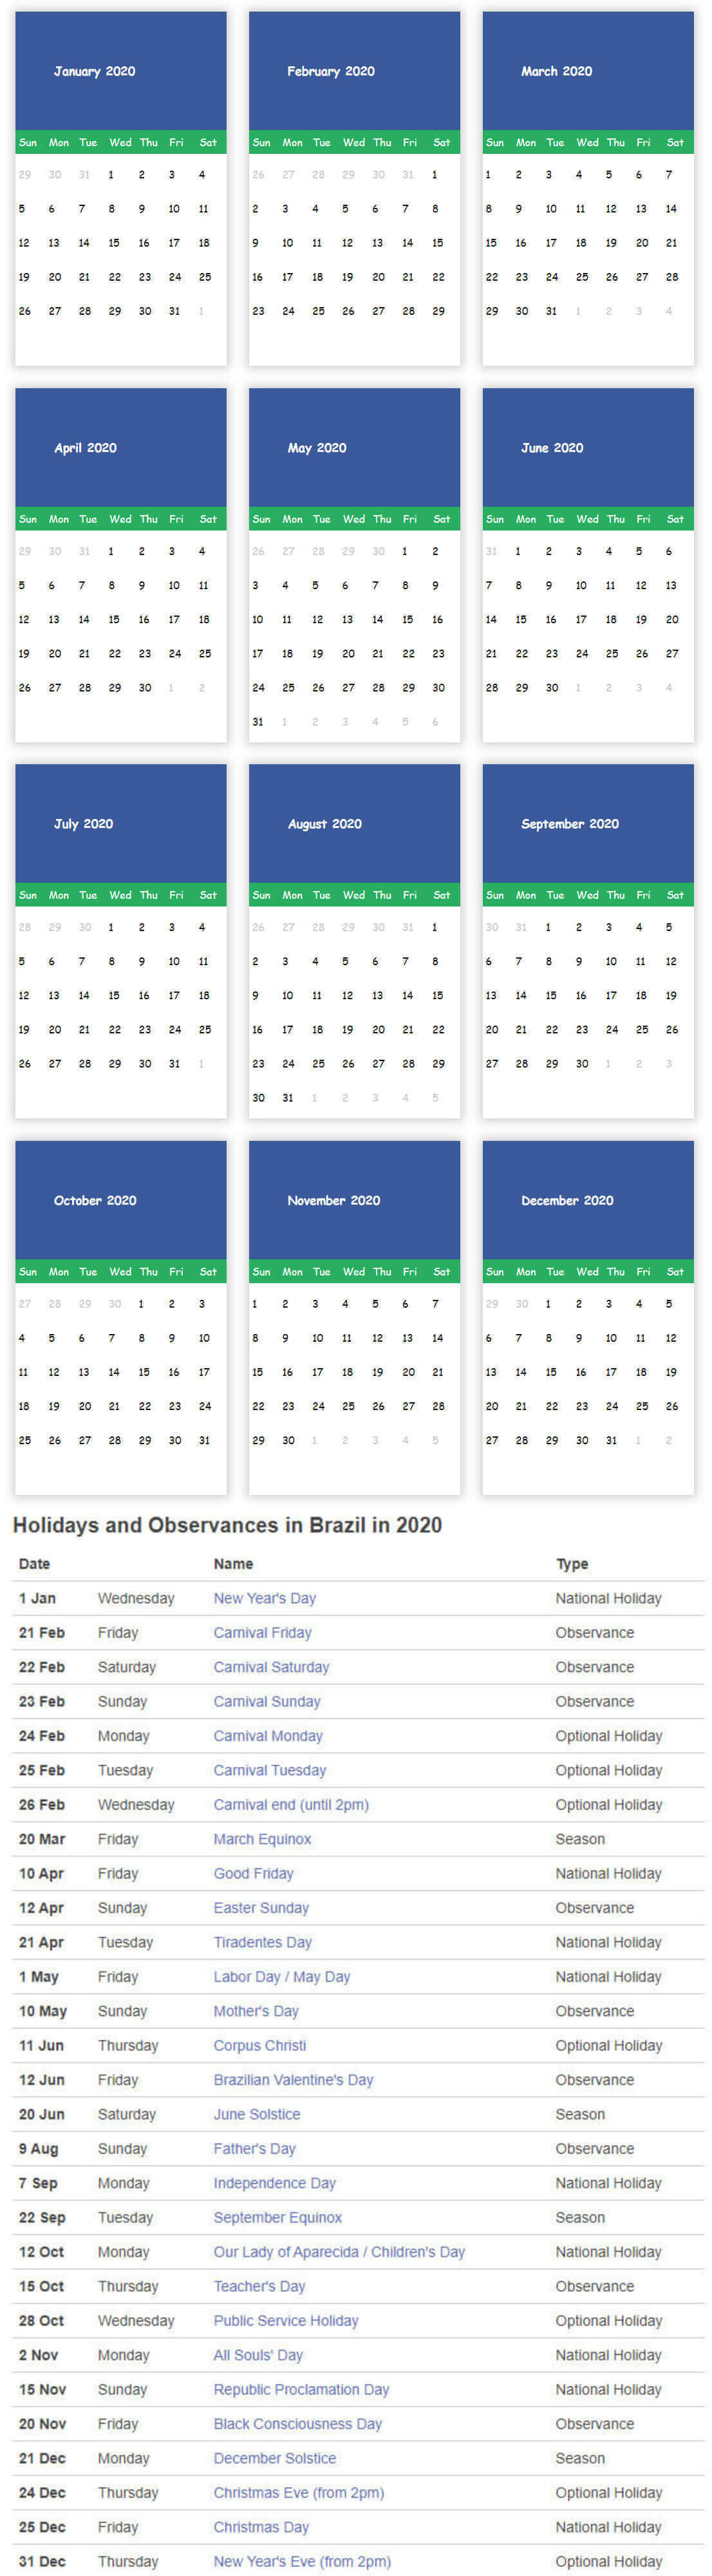 January 2020 February 2020 March 2020
Sun Mon Tue Wed Thu Fri Sat Sun Mon Tue Wed Thu Fri Sat Sun Mon Tue Wed Thu Fri Sat
29 30 31 1 2 3 4 26 27 28 29 30 31 1 1 2 3 4 5 6 7
5 6 7 8 9 10 11 2 3 4 5 6 7 8 8 9 10 11 12 13 14
12 13 14 15 16 17 18 9 10 11 12 13 14 15 15 16 17 18 19 20 21
19 20 21 22 23 24 25 16 17 18 19 20 21 22 22 23 24 25 26 27 28
26 27 28 29 30 31 1 23 24 25 26 27 28 29 29 30 31 1 2 3 4
April 2020 May 2020 June 2020
Sun Mon Tue Wed Thu Fri Sat Sun Mon Tue Wed Thu Fri Sat Sun Mon Tue Wed Thu Fri Sat
29 30 31 1 2 3 4 26 27 28 29 30 1 2 31 1 2 3 4 5 6
5 6 7 8 9 10 11 3 4 5 6 7 8 9 7 8 9 10 11 12 13
12 13 14 15 16 17 18 10 11 12 13 14 15 16 14 15 16 17 18 19 20
19 20 21 22 23 24 25 17 18 19 20 21 22 23 21 22 23 24 25 26 27
26 27 28 29 30 1 2 24 25 26 27 28 29 30 28 29 30 1 2 3 4
31 1 2 3 4 5 6
July 2020 August 2020 September 2020
Sun Mon Tue Wed Thu Fri Sat Sun Mon Tue Wed Thu Fri Sat Sun Mon Tue Wed Thu Fri Sat
28 29 30 1 2 3 4 26 27 28 29 30 31 1 30 31 1 2 3 4 5
5 6 7 8 9 10 11 2 3 4 5 6 7 8 6 7 8 9 10 11 12
12 13 14 15 16 17 18 9 10 11 12 13 14 15 13 14 15 16 17 18 19
19 20 21 22 23 24 25 16 17 18 19 20 21 22 20 21 22 23 24 25 26
26 27 28 29 30 31 1 23 24 25 26 27 28 29 27 28 29 30 1 2 3
30 31 1 2 3 4 5
October 2020 November 2020 December 2020
Sun Mon Tue Wed Thu Fri Sat Sun Mon Tue Wed Thu Fri Sat Sun Mon Tue Wed Thu Fri Sat
27 28 29 30 1 2 3 1 2 3 4 5 6 7 29 30 1 2 3 4 5
4 5 6 7 8 9 10 8 9 10 11 12 13 14 6 7 8 9 10 11 12
11 12 13 14 15 16 17 15 16 17 18 19 20 21 13 14 15 16 17 18 19
18 19 20 21 22 23 24 22 23 24 25 26 27 28 20 21 22 23 24 25 26
25 26 27 28 29 30 31 29 30 1 2 3 4 5 27 28 29 30 31 1 2
Holidays and Observances in Brazil in 2020
Date Name Type
1 Jan Wednesday New Year's Day National Holiday
21 Feb Friday Carnival Friday Observance
22 Feb Saturday Carnival Saturday Observance
23 Feb Sunday Carnival Sunday Observance
24 Feb Monday Carnival Monday Optional Holiday
25 Feb Tuesday Carnival Tuesday Optional Holiday
26 Feb Wednesday Carnival end (until 2pm) Optional Holiday
20 Mar Friday March Equinox Season
10 Apr Friday Good Friday National Holiday
12 Apr Sunday Easter Sunday Observance
21 Apr Tuesday Tiradentes Day National Holiday
1 May Friday Labor Day / May Day National Holiday
10 May Sunday Mother's Day Observance
11 Jun Thursday Corpus Christi Optional Holiday
12 Jun Friday Brazilian Valentine's Day Observance
20 Jun Saturday June Solstice Season
9 Aug Sunday Father's Day Observance
7 Sep Monday Independence Day National Holiday
22 Sep Tuesday September Equinox Season
12 Oct Monday Our Lady of Aparecida / Children's Day National Holiday
15 Oct Thursday Teacher's Day Observance
28 Oct Wednesday Public Service Holiday Optional Holiday
2 Nov Monday All Souls' Day National Holiday
15 Nov Sunday Republic Proclamation Day National Holiday
20 Nov Friday Black Consciousness Day Observance
21 Dec Monday December Solstice Season
24 Dec Thursday Christmas Eve (from 2pm) Optional Holiday
25 Dec Friday Christmas Day National Holiday
31 Dec Thursday New Year's Eve (from 2pm) Optional Holiday